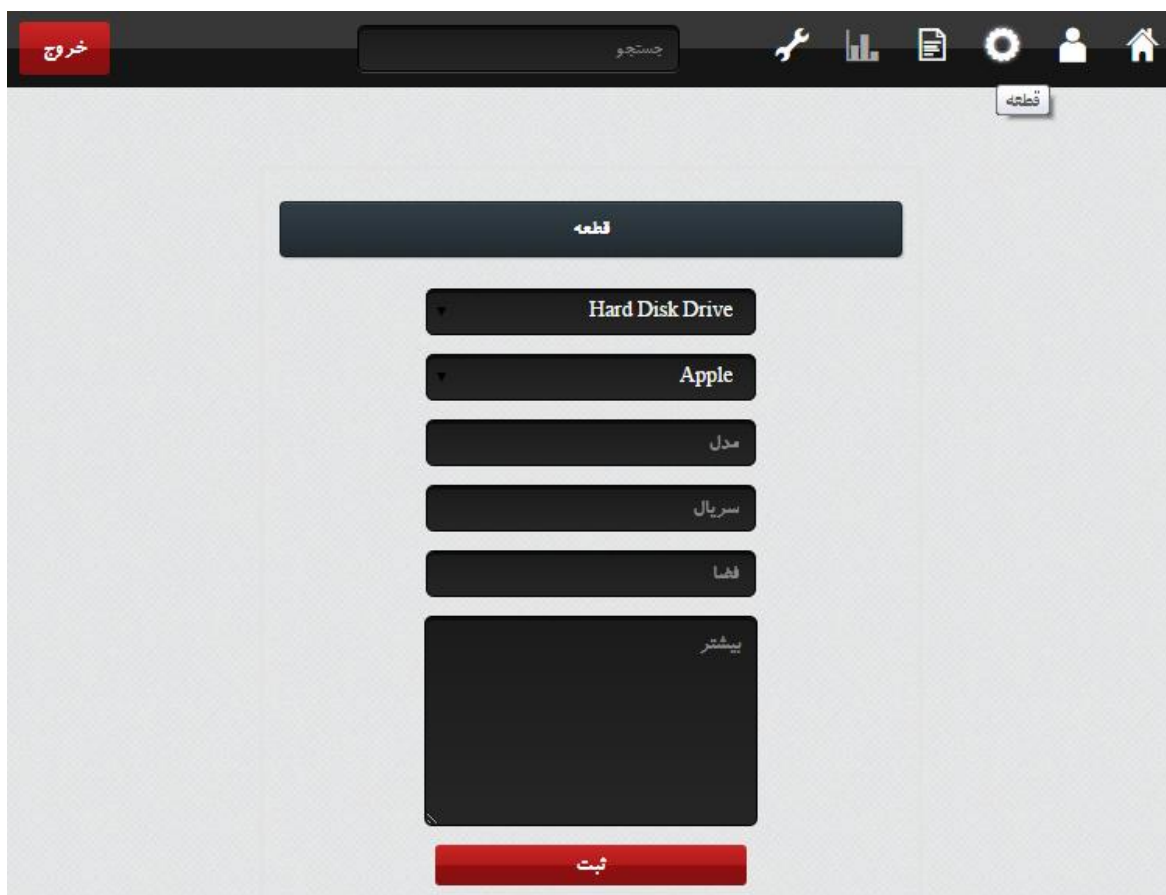 جستجو
خروج
قطعه
قطعه
Hard Disk Drive
Apple
مدل
سریال
فضا
بیشتر
ثبت